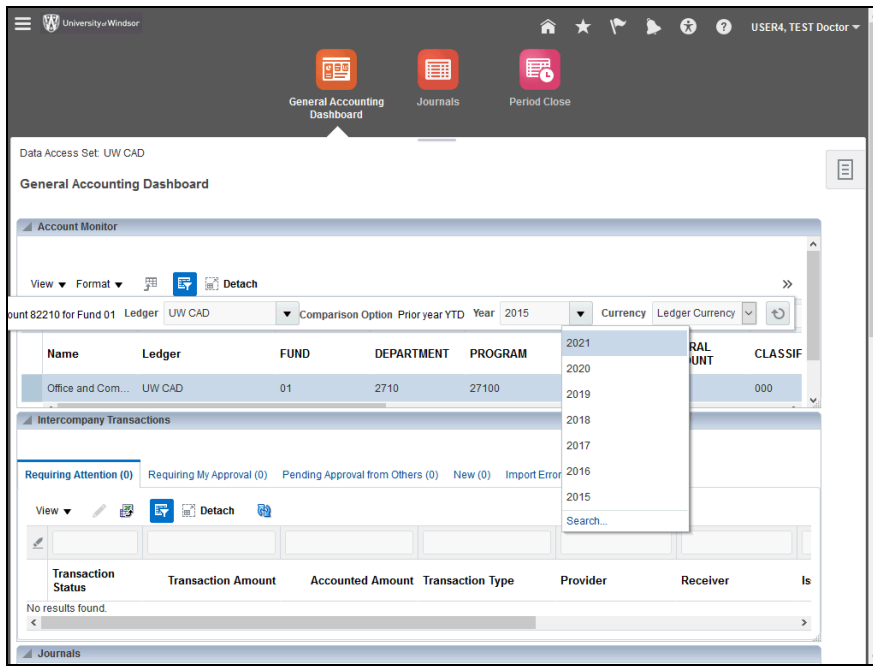 University of Windsor
USER4, TEST Doctor
General Accounting Dashboard
Journals
Period Close
Data Access Set: UW CAD
General Accounting Dashboard
Account Monitor
View Format Detach »
ount 82210 for Fund 01 Ledger UW CAD Comparison Option Prior year YTD Year 2015 Currency Ledger Currency
2021
2020
2019
2018
2017
2016
2015
Search...
Name Ledger FUND DEPARTMENT PROGRAM RAL UNT CLASSIF
Office and Com... UW CAD 01 2710 27100 000
Intercompany Transactions
Requiring Attention (0) Requiring My Approval (0) Pending Approval from Others (0) New (0) Import Error
View Detach
Transaction Status Transaction Amount Accounted Amount Transaction Type Provider Receiver Is
No results found.
Journals